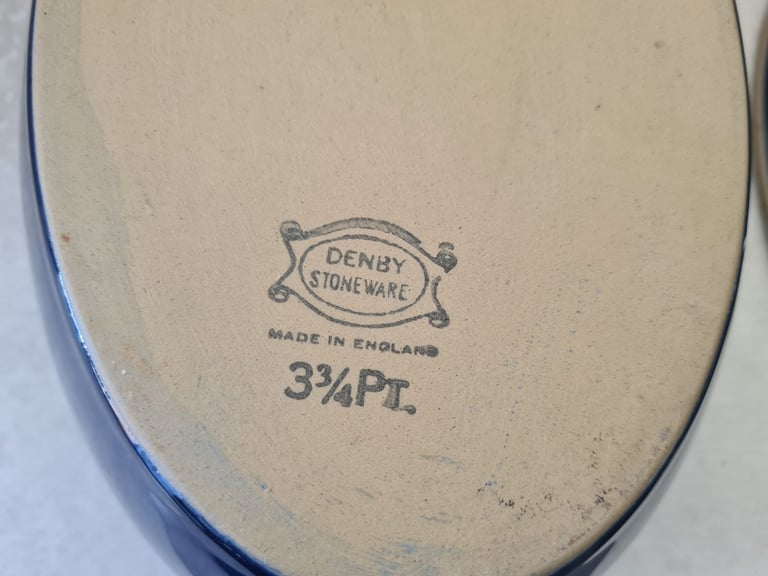 DENBY
STONEWARE
MADE IN ENGLAND
3¾PT.